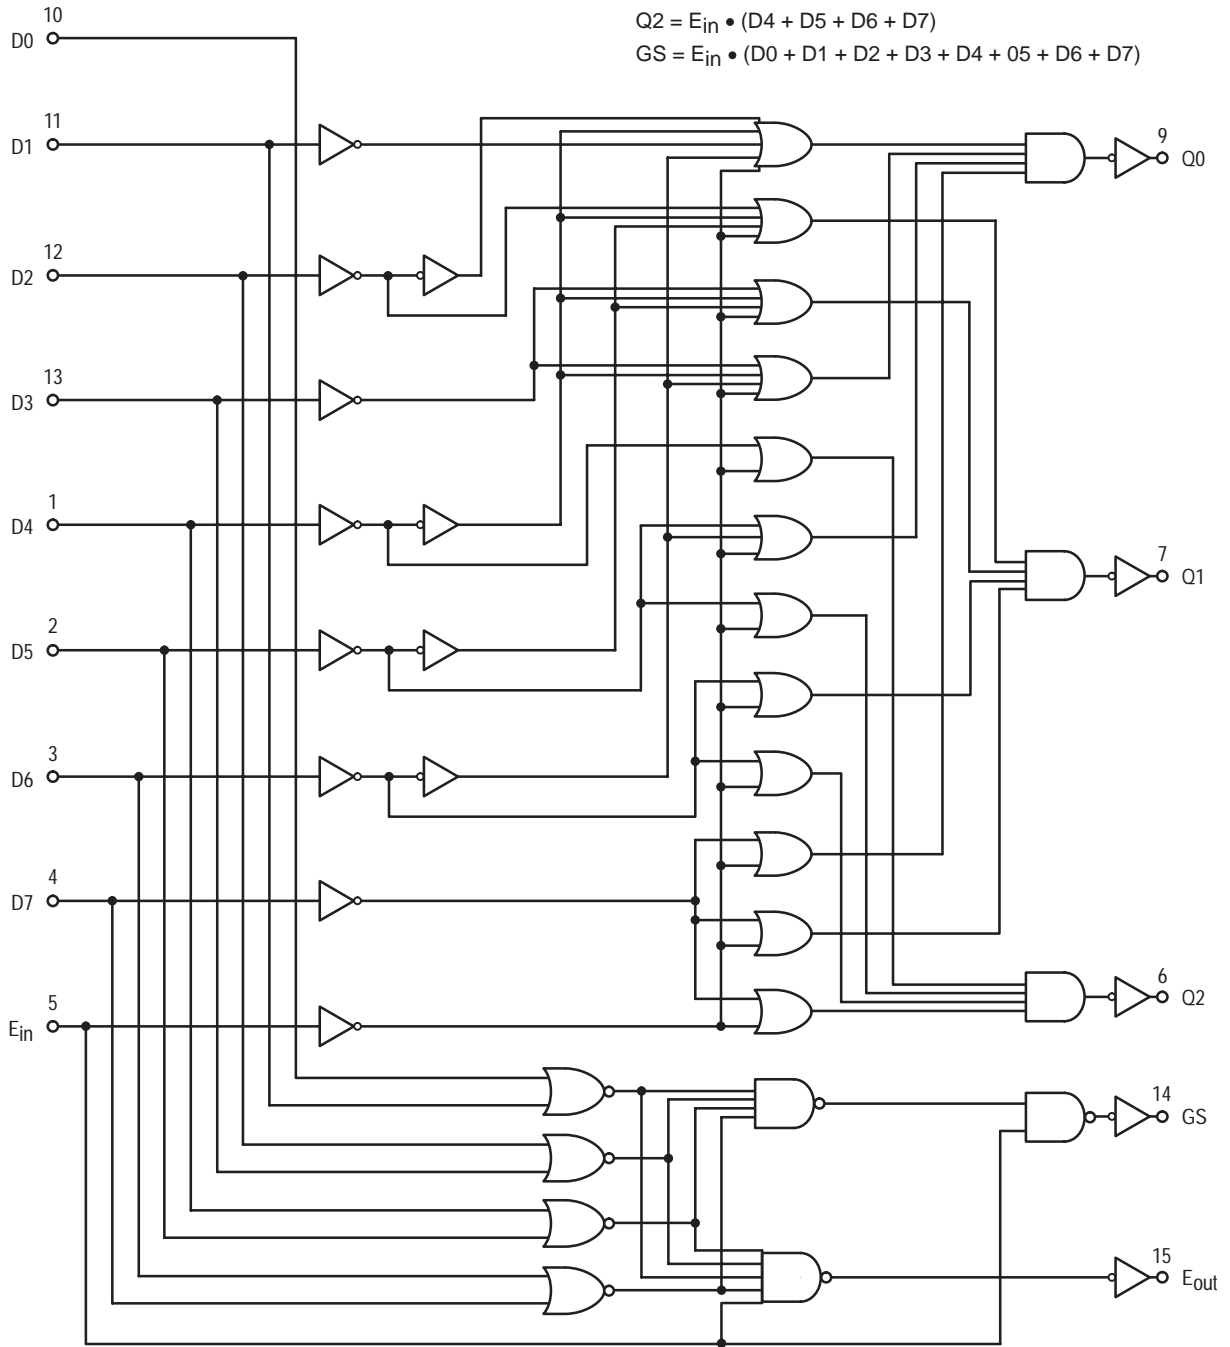 10
D0
Q2 = Ein • (D4 + D5 + D6 + D7)
GS = Ein • (D0 + D1 + D2 + D3 + D4 + 05 + D6 + D7)
11
D1
9
Q0
12
D2
13
D3
1
D4
7
Q1
2
D5
3
D6
4
D7
6
Q2
5
Ein
14
GS
15
Eout